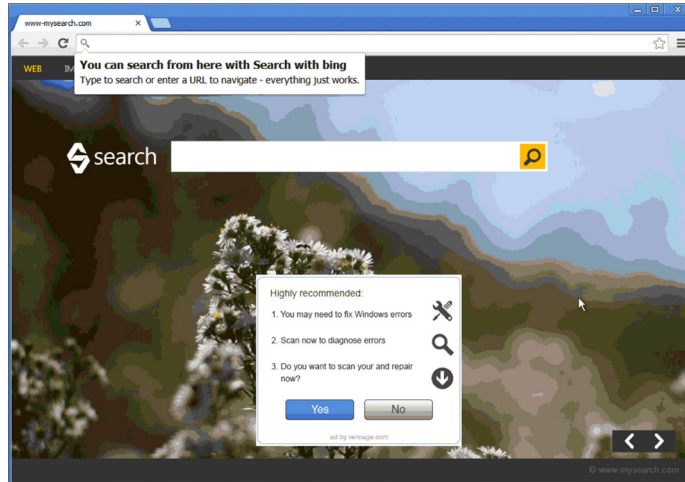 www-mysearch.com
You can search from here with Search with bing
Type to search or enter a URL to navigate - everything just works.
WEB
IM
search
Highly recommended:
1. You may need to fix Windows errors
2. Scan now to diagnose errors
3. Do you want to scan your and repair
now?
Yes
No
ad by reimage.com
© www-mysearch.com